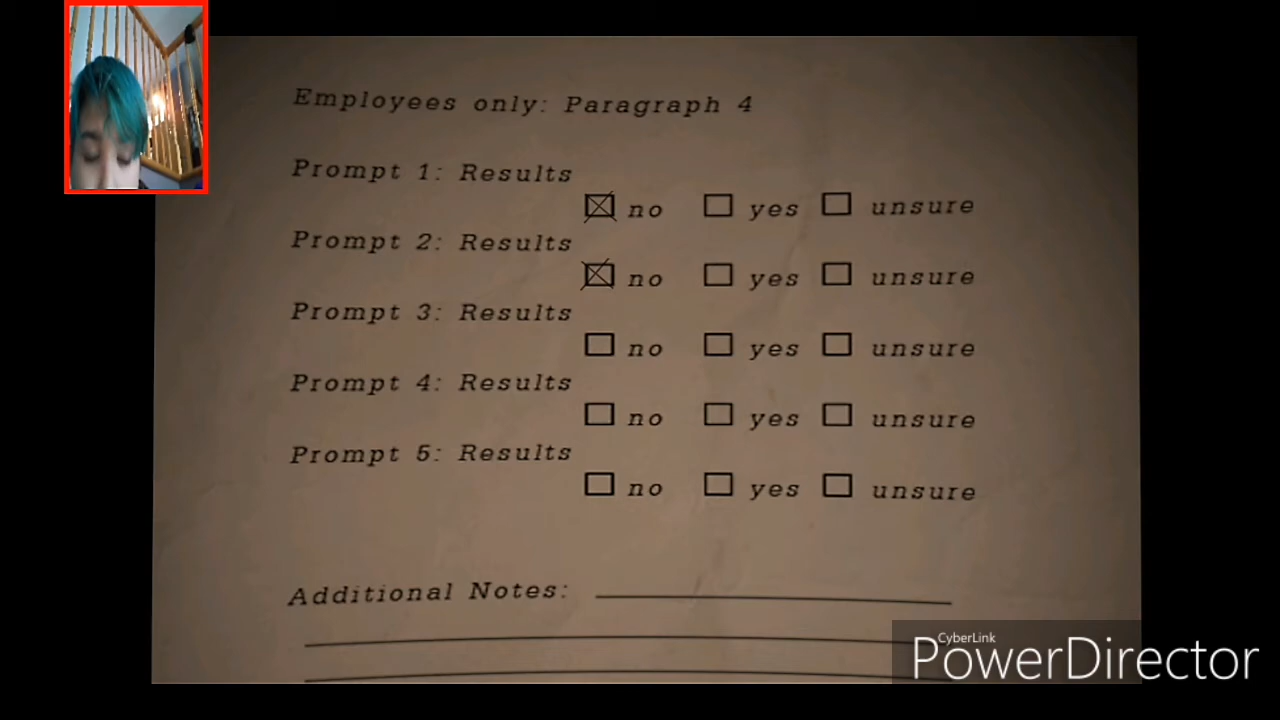 Employees only: Paragraph 4
Prompt 1: Results
no yes unsure
Prompt 2: Results
no yes unsure
Prompt 3: Results
no yes unsure
Prompt 4: Results
no yes unsure
Prompt 5: Results
no yes unsure
Additional Notes:
CyberLink
PowerDirector